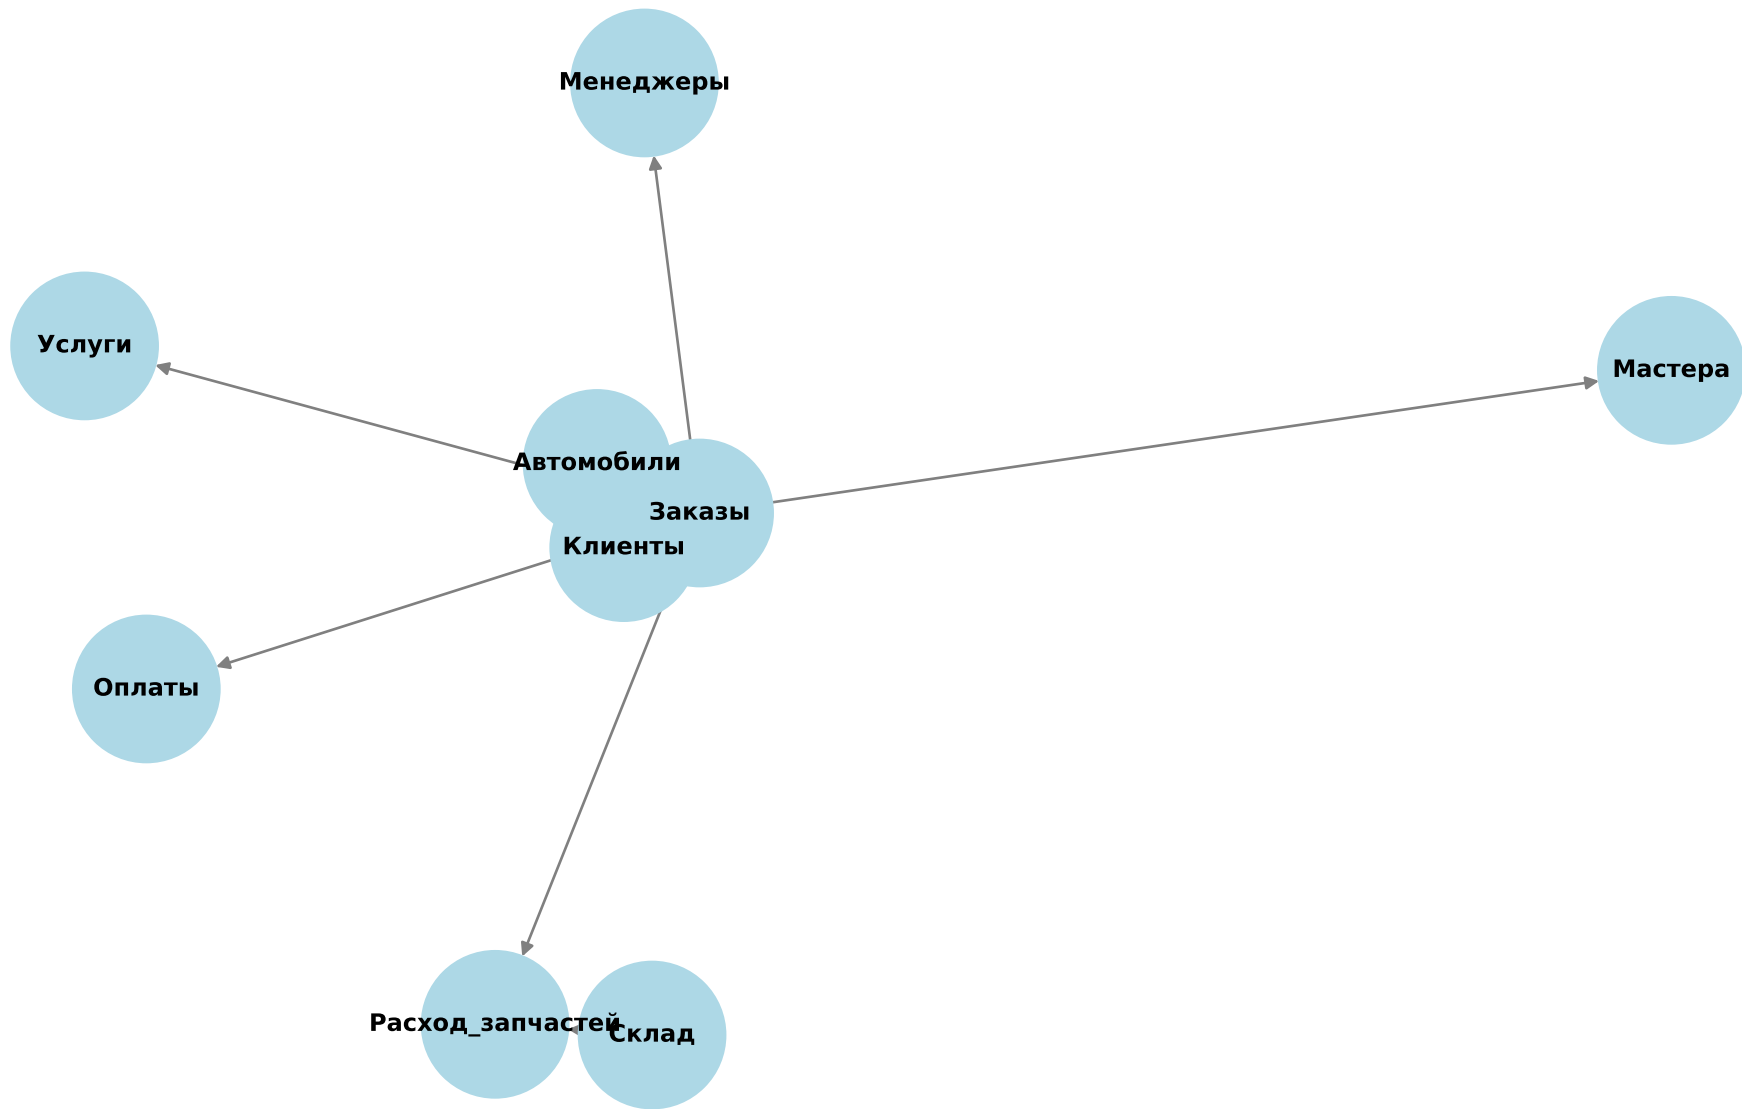 Менеджеры
Услуги
Мастера
Автомобили
Заказы
Клиенты
Оплаты
Расход_запчастей
Склад